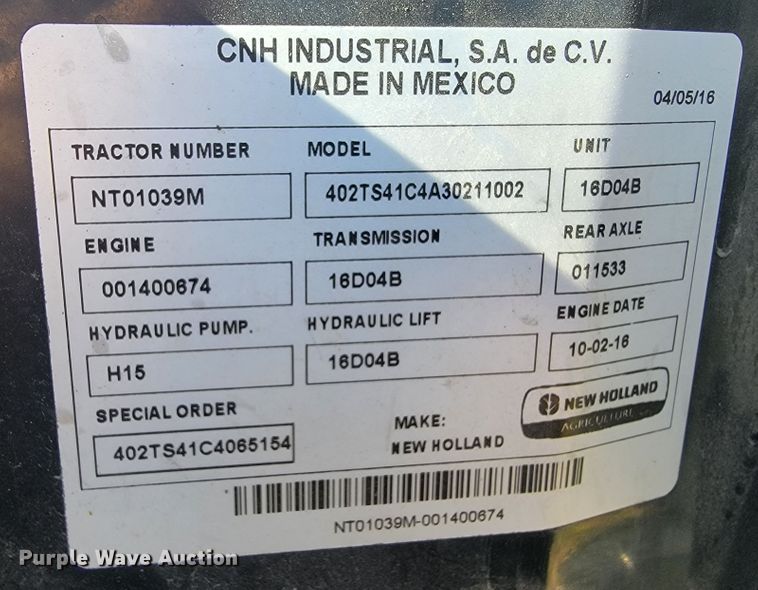 CNH INDUSTRIAL, S.A. de C.V.
MADE IN MEXICO
04/05/16
TRACTOR NUMBER MODEL UNIT
NT01039M 402TS41C4A30211002 16D04B
ENGINE TRANSMISSION REAR AXLE
001400674 16D04B 011533
HYDRAULIC PUMP. HYDRAULIC LIFT ENGINE DATE
H15 16D04B 10-02-16
SPECIAL ORDER MAKE: NEW HOLLAND
402TS41C4065154 NEW HOLLAND AGRICULTURE
NT01039M-001400674
Purple Wave Auction